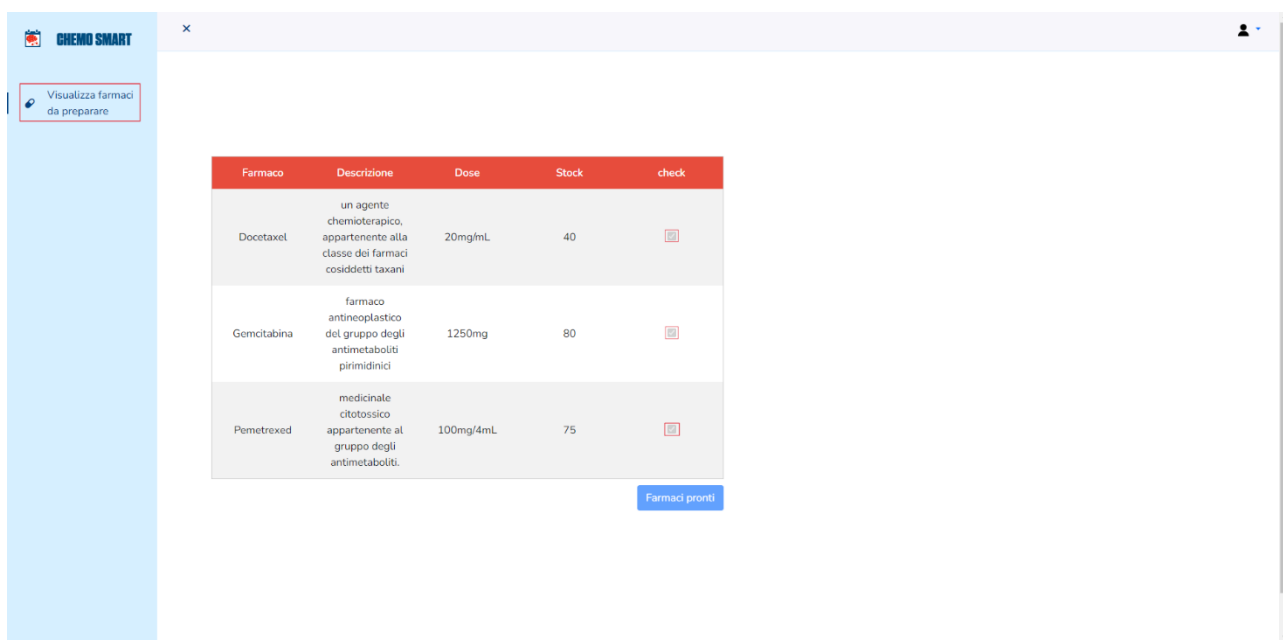 CHEMO SMART
Visualizza farmaci
da preparare
Farmaco Descrizione Dose Stock check
un agente
chemioterapico,
Docetaxel appartenente alla 20mg/mL 40
classe dei farmaci
cosiddetti taxani
farmaco
antineoplastico
Gemcitabina del gruppo degli 1250mg 80
antimetaboliti
pirimidinici
medicinale
citotossico
Pemetrexed appartenente al 100mg/4mL 75
gruppo degli
antimetaboliti.
Farmaci pronti